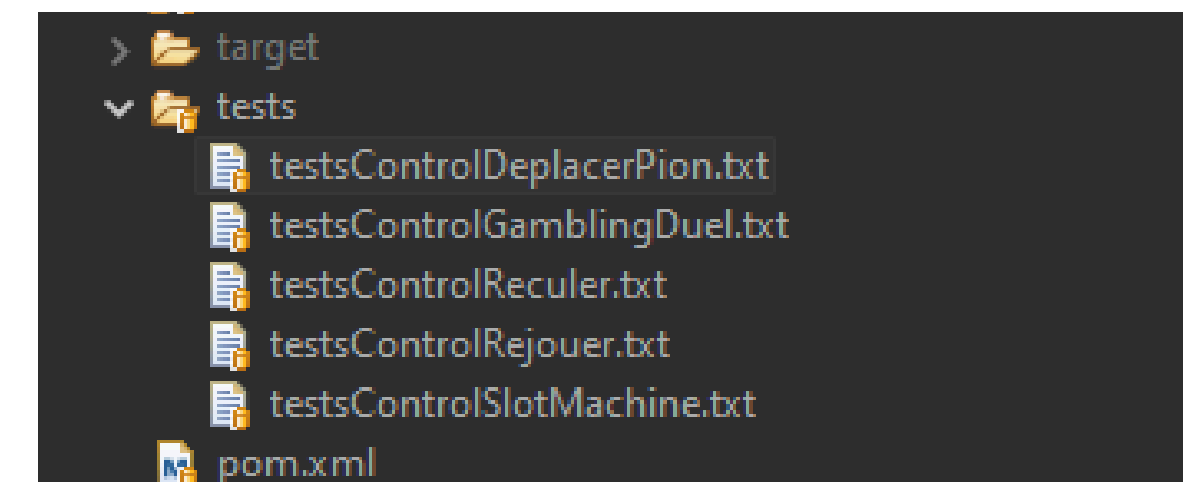 target
tests
testsControlDeplacerPion.txt
testsControlGamblingDuel.txt
testsControlReculer.txt
testsControlRejouer.txt
testsControlSlotMachine.txt
pom.xml